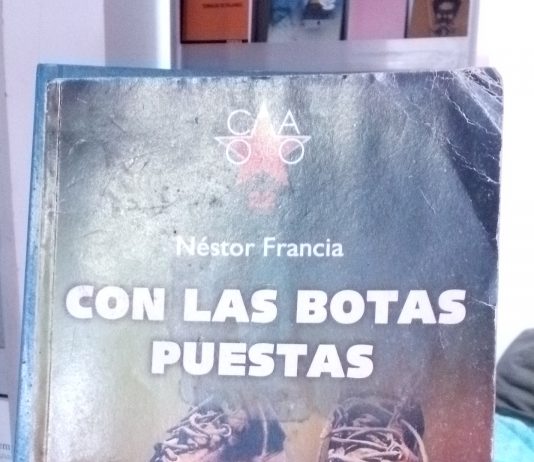 Néstor Francia
CON LAS BOTAS
PUESTAS